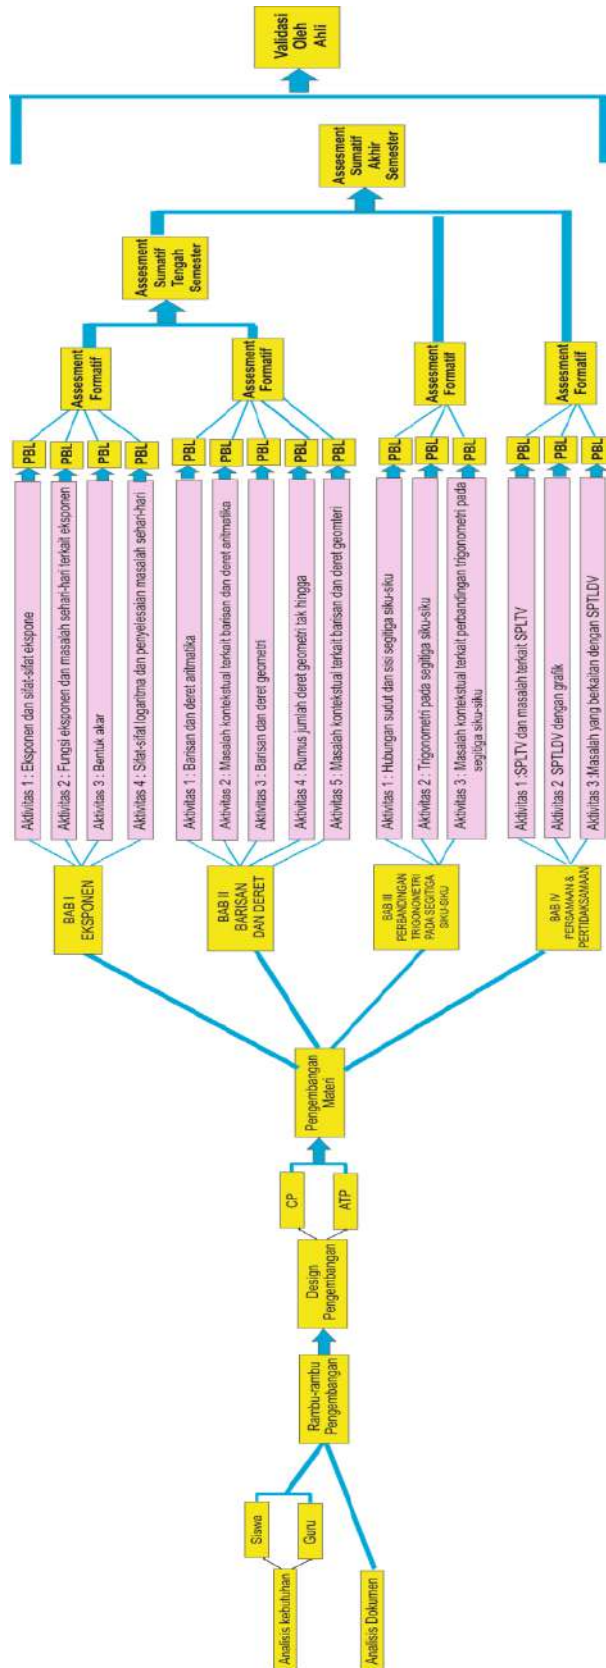 Analisis kebutuhan
Siswa
Guru
Analisis Dokumen
Rambu-rambu
Pengembangan
Design
Pengembangan
CP
ATP
Pengembangan
Materi
BAB I
EKSPONEN
Aktivitas 1 : Eksponen dan sifat-sifat ekspone
Aktivitas 2 : Fungsi eksponen dan masalah sehari-hari terkait eksponen
Aktivitas 3 : Bentuk akar
Aktivitas 4 : Sifat-sifat logaritma dan penyelesaian masalah sehari-hari
PBL
PBL
PBL
PBL
Assesment
Formatif
BAB II
BARISAN
DAN DERET
Aktivitas 1 : Barisan dan deret aritmatika
Aktivitas 2 : Masalah kontekstual terkait barisan dan deret aritmatika
Aktivitas 3 : Barisan dan deret geometri
Aktivitas 4 : Rumus jumlah deret geometri tak hingga
Aktivitas 5 : Masalah kontekstual terkait barisan dan deret geomteri
PBL
PBL
PBL
PBL
PBL
Assesment
Formatif
Assesment
Sumatif
Tengah
Semester
BAB III
PERBANDINGAN
TRIGONOMETRI
PADA SEGITIGA
SIKU-SIKU
Aktivitas 1 : Hubungan sudut dan sisi segitiga siku-siku
Aktivitas 2 : Trigonometri pada segitiga siku-siku
Aktivitas 3 : Masalah kontekstual terkait perbandingan trigonometri pada
segitiga siku-siku
PBL
PBL
PBL
Assesment
Formatif
BAB IV
PERSAMAAN &
PERTIDAKSAMAAN
Aktivitas 1 :SPLTV dan masalah terkait SPLTV
Aktivitas 2 SPTLDV dengan grafik
Aktivitas 3 :Masalah yang berkaitan dengan SPTLDV
PBL
PBL
PBL
Assesment
Formatif
Assesment
Sumatif
Akhir
Semester
Validasi
Oleh
Ahli